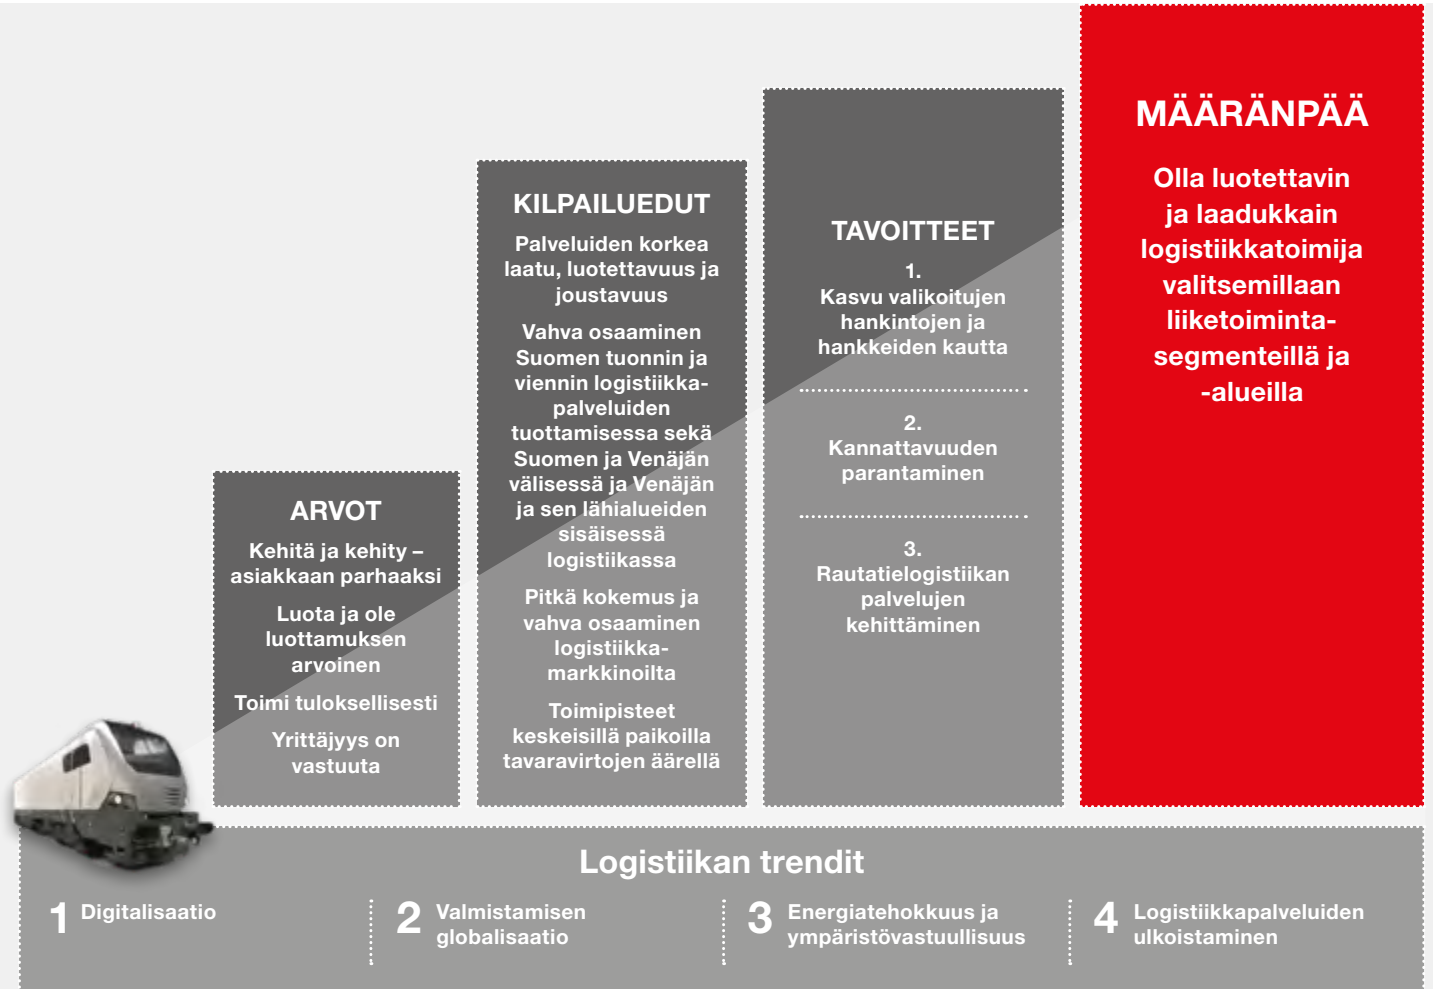 ARVOT
Kehitä ja kehity –
asiakkaan parhaaksi
Luota ja ole
luottamuksen
arvoinen
Toimi tuloksellisesti
Yrittäjyys on
vastuuta
KILPAILUEDUT
Palveluiden korkea
laatu, luotettavuus ja
joustavuus
Vahva osaaminen
Suomen tuonnin ja
viennin logistiikka-
palveluiden
tuottamisessa sekä
Suomen ja Venäjän
välisessä ja Venäjän
ja sen lähialueiden
sisäisessä
logistiikassa
Pitkä kokemus ja
vahva osaaminen
logistiikka-
markkinoilta
Toimipisteet
keskeisillä paikoilla
tavaravirtojen äärellä
TAVOITTEET
1.
Kasvu valikoitujen
hankintojen ja
hankkeiden kautta
2.
Kannattavuuden
parantaminen
3.
Rautatielogistiikan
palvelujen
kehittäminen
MÄÄRÄNPÄÄ
Olla luotettavin
ja laadukkain
logistiikkatoimija
valitsemillaan
liiketoiminta-
segmenteillä ja
-alueilla
Logistiikan trendit
1 Digitalisaatio
2 Valmistamisen
globalisaatio
3 Energiatehokkuus ja
ympäristövastuullisuus
4 Logistiikkapalveluiden
ulkoistaminen